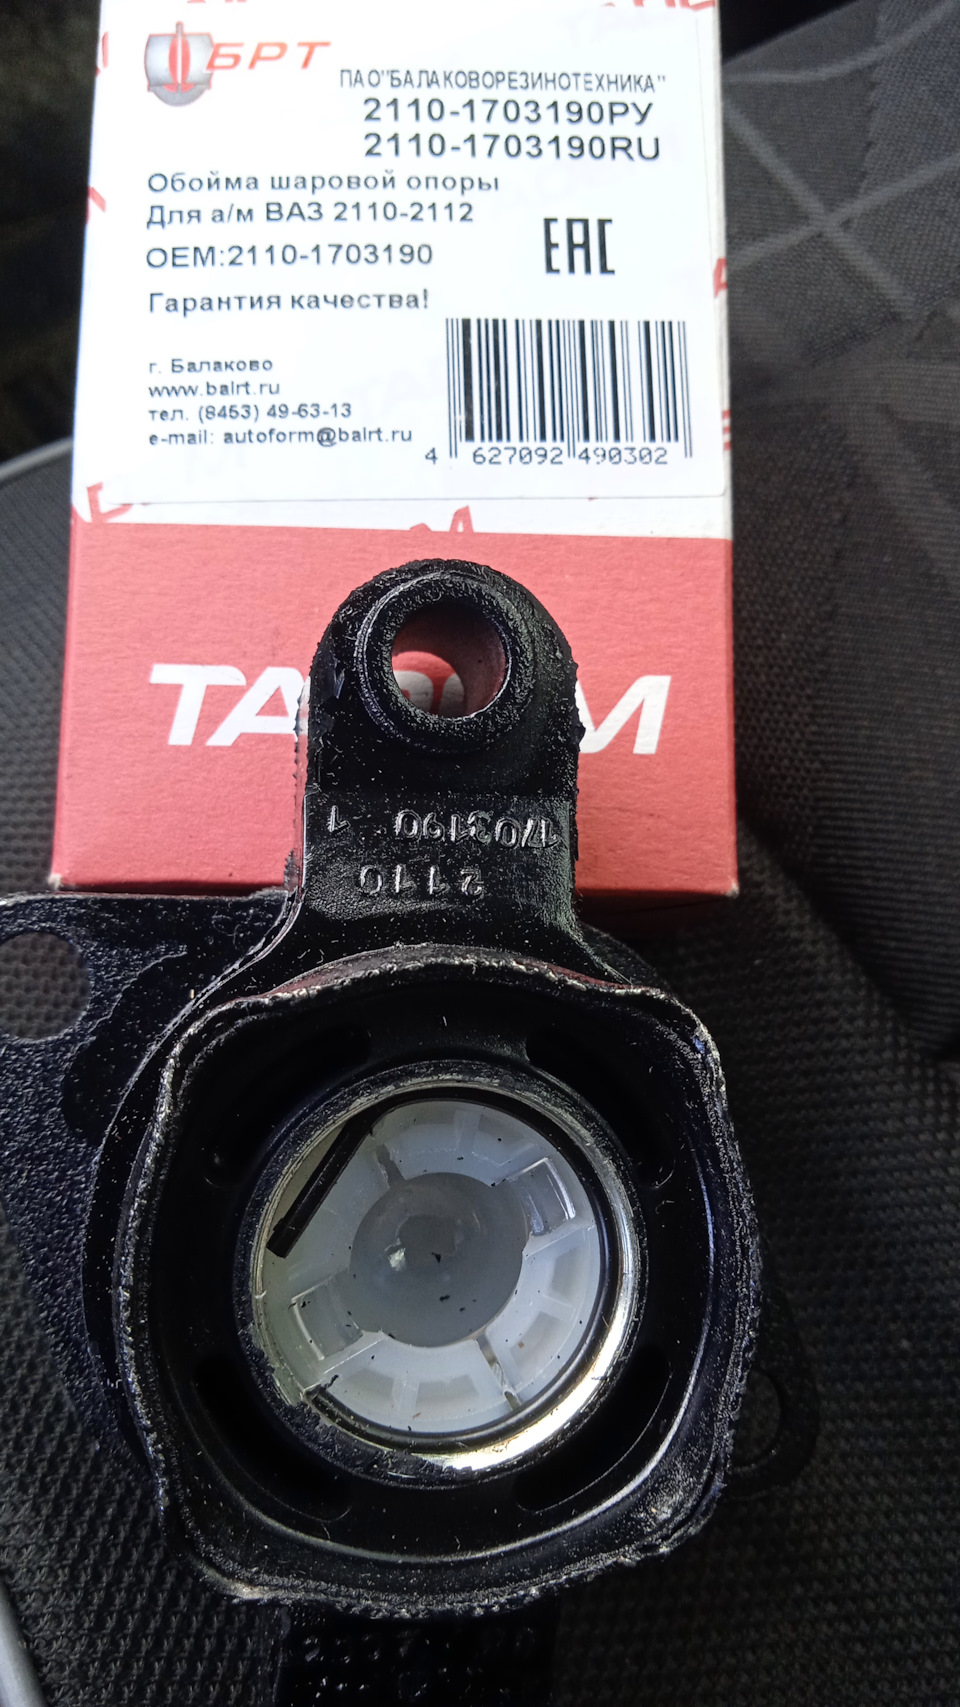 БРТ
ПАО"БАЛАКОВОРЕЗИНОТЕХНИКА"
2110-1703190РУ
2110-1703190RU
Обойма шаровой опоры
Для а/м ВАЗ 2110-2112
ОЕМ:2110-1703190
EAC
Гарантия качества!
г. Балаково
www.balrt.ru
тел. (8453) 49-63-13
e-mail: autoform@balrt.ru
4 627092 490302
1703190 1
2110